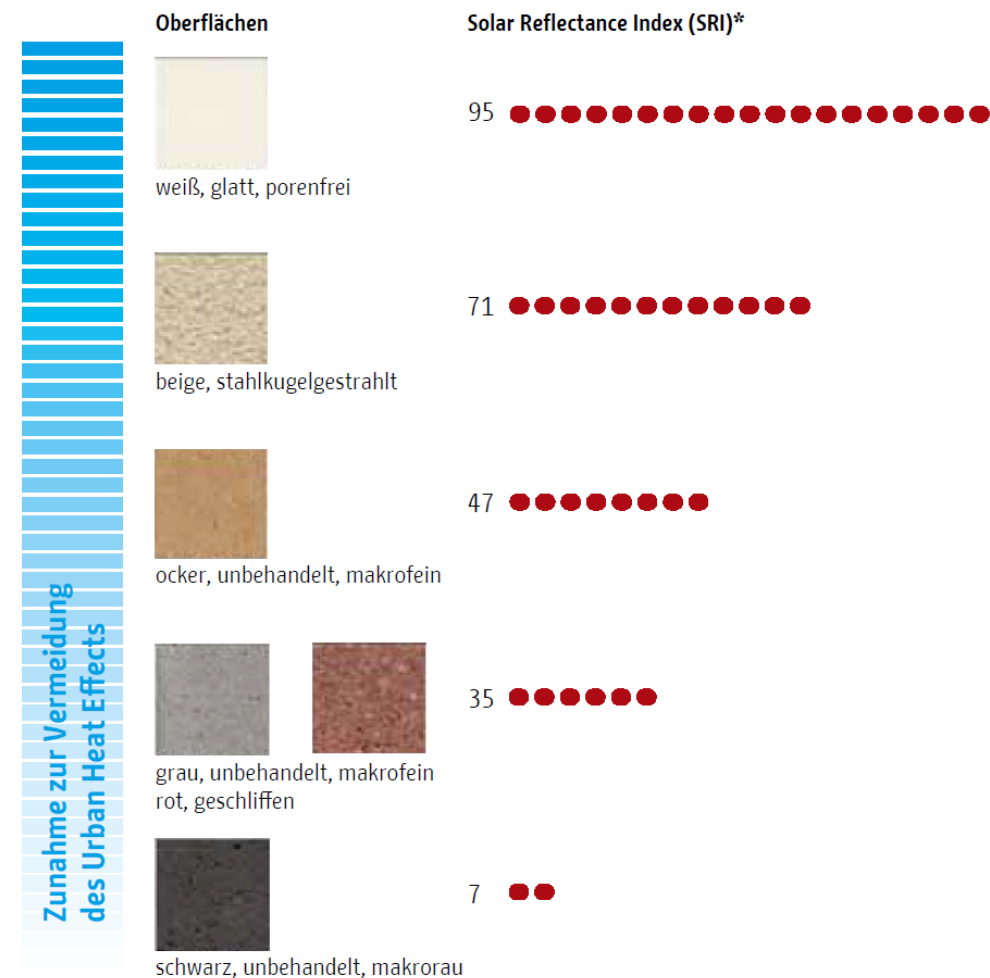 Oberflächen
Solar Reflectance Index (SRI)*
95
weiß, glatt, porenfrei
71
beige, stahlkugelgestrahlt
47
ocker, unbehandelt, makrofein
35
grau, unbehandelt, makrofein
rot, geschliffen
7
schwarz, unbehandelt, makrorau
Zunahme zur Vermeidung
des Urban Heat Effects